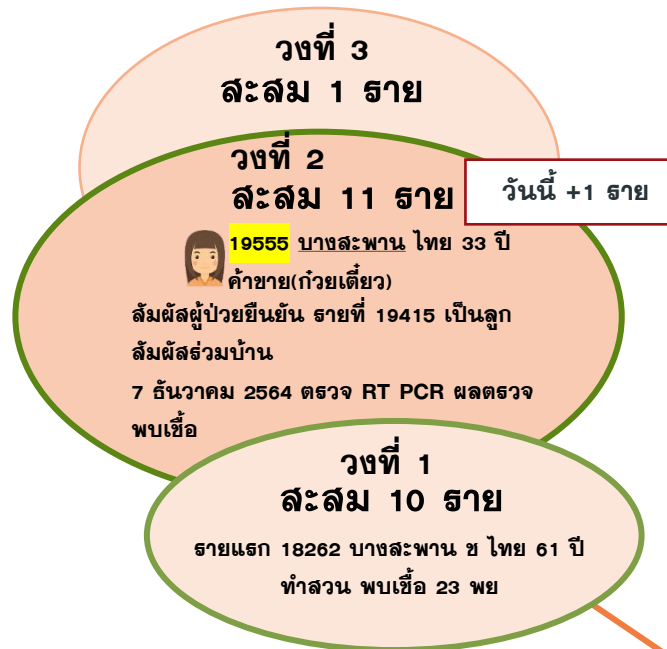 วงที่ 3
สะสม 1 ราย
วงที่ 2
สะสม 11 ราย
วันนี้ +1 ราย
19555 บางสะพาน ไทย 33 ปี
ค้าขาย(ก๋วยเตี๋ยว)
สัมผัสผู้ป่วยยืนยัน รายที่ 19415 เป็นลูก
สัมผัสร่วมบ้าน
7 ธันวาคม 2564 ตรวจ RT PCR ผลตรวจ
พบเชื้อ
วงที่ 1
สะสม 10 ราย
รายแรก 18262 บางสะพาน ช ไทย 61 ปี
ทำสวน พบเชื้อ 23 พย